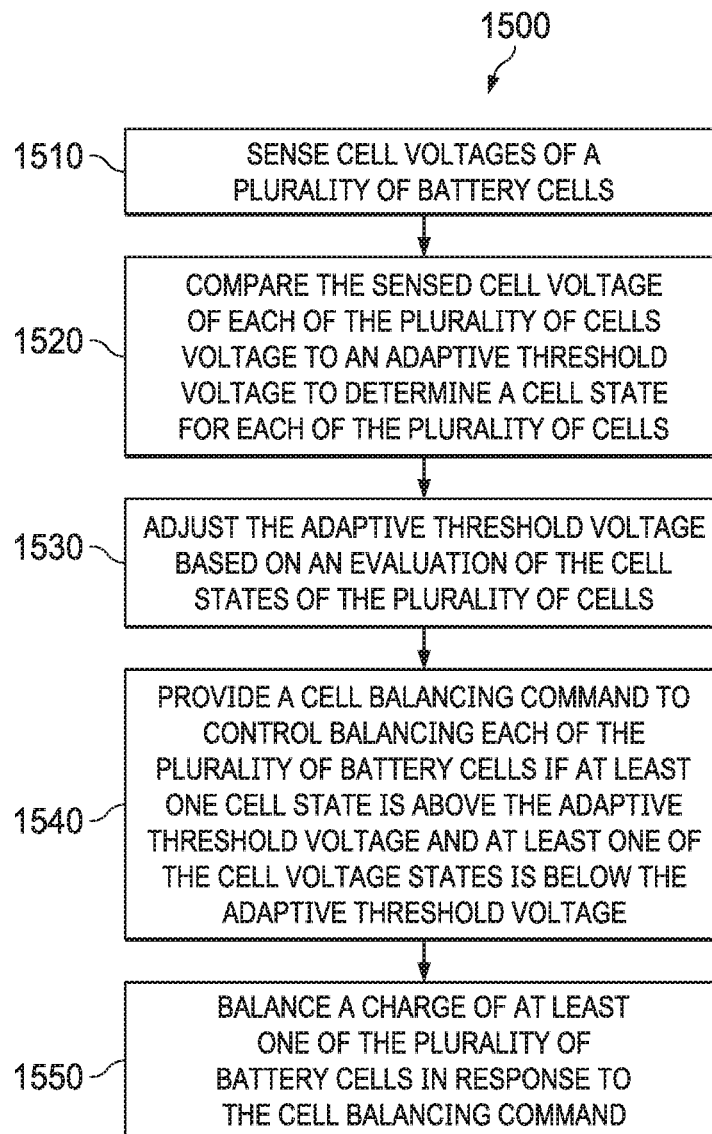 1500
1510
SENSE CELL VOLTAGES OF A
PLURALITY OF BATTERY CELLS
1520
COMPARE THE SENSED CELL VOLTAGE
OF EACH OF THE PLURALITY OF CELLS
VOLTAGE TO AN ADAPTIVE THRESHOLD
VOLTAGE TO DETERMINE A CELL STATE
FOR EACH OF THE PLURALITY OF CELLS
1530
ADJUST THE ADAPTIVE THRESHOLD VOLTAGE
BASED ON AN EVALUATION OF THE CELL
STATES OF THE PLURALITY OF CELLS
1540
PROVIDE A CELL BALANCING COMMAND TO
CONTROL BALANCING EACH OF THE
PLURALITY OF BATTERY CELLS IF AT LEAST
ONE CELL STATE IS ABOVE THE ADAPTIVE
THRESHOLD VOLTAGE AND AT LEAST ONE OF
THE CELL VOLTAGE STATES IS BELOW THE
ADAPTIVE THRESHOLD VOLTAGE
1550
BALANCE A CHARGE OF AT LEAST
ONE OF THE PLURALITY OF
BATTERY CELLS IN RESPONSE TO
THE CELL BALANCING COMMAND